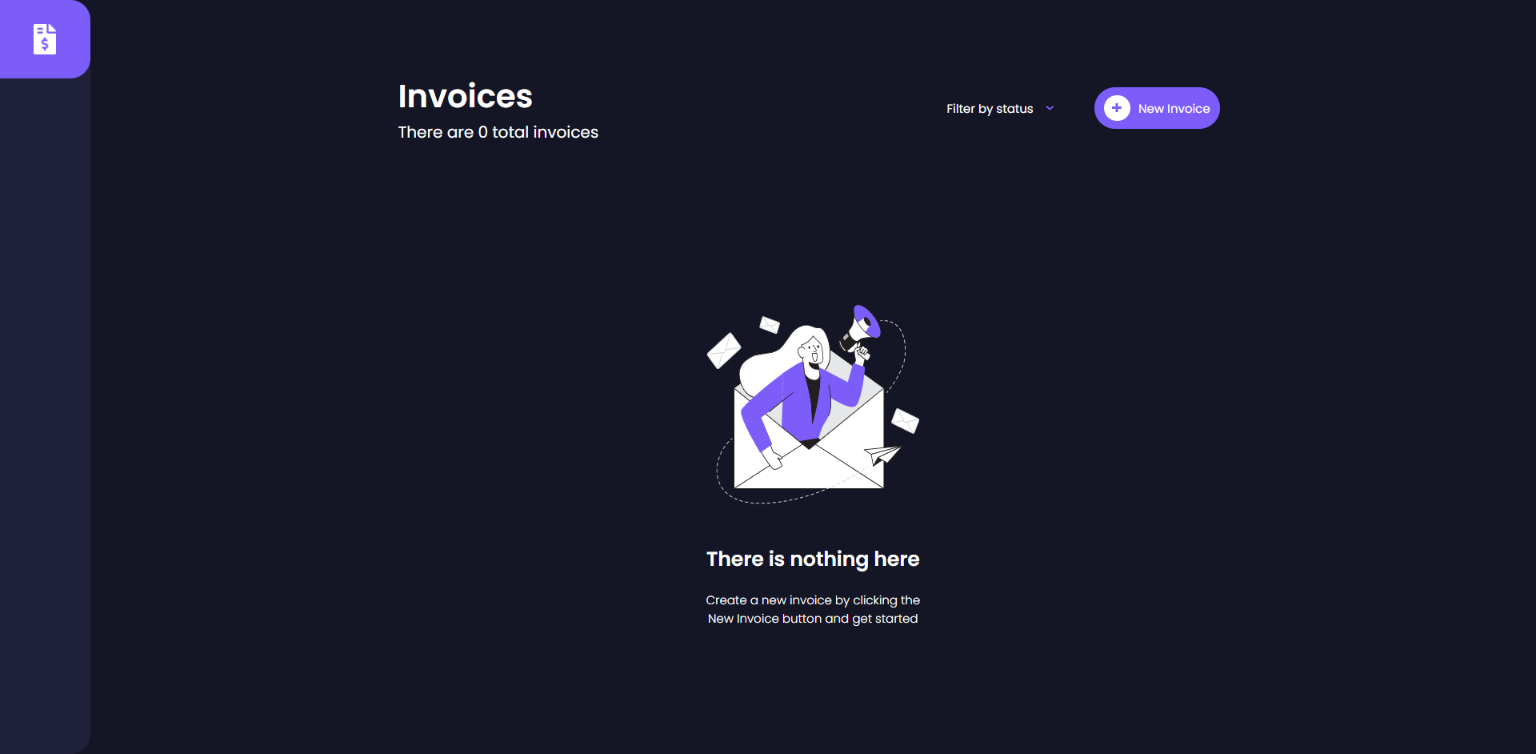 Invoices
There are 0 total invoices
Filter by status
New Invoice
There is nothing here
Create a new invoice by clicking the
New Invoice button and get started